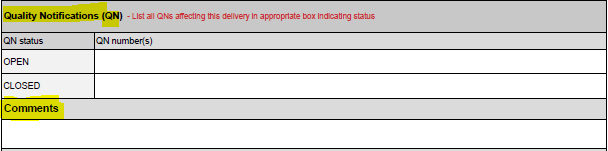 Quality Notifications (QN) - List all QNs affecting this delivery in appropriate box indicating status
QN status QN number(s)
OPEN
CLOSED
Comments